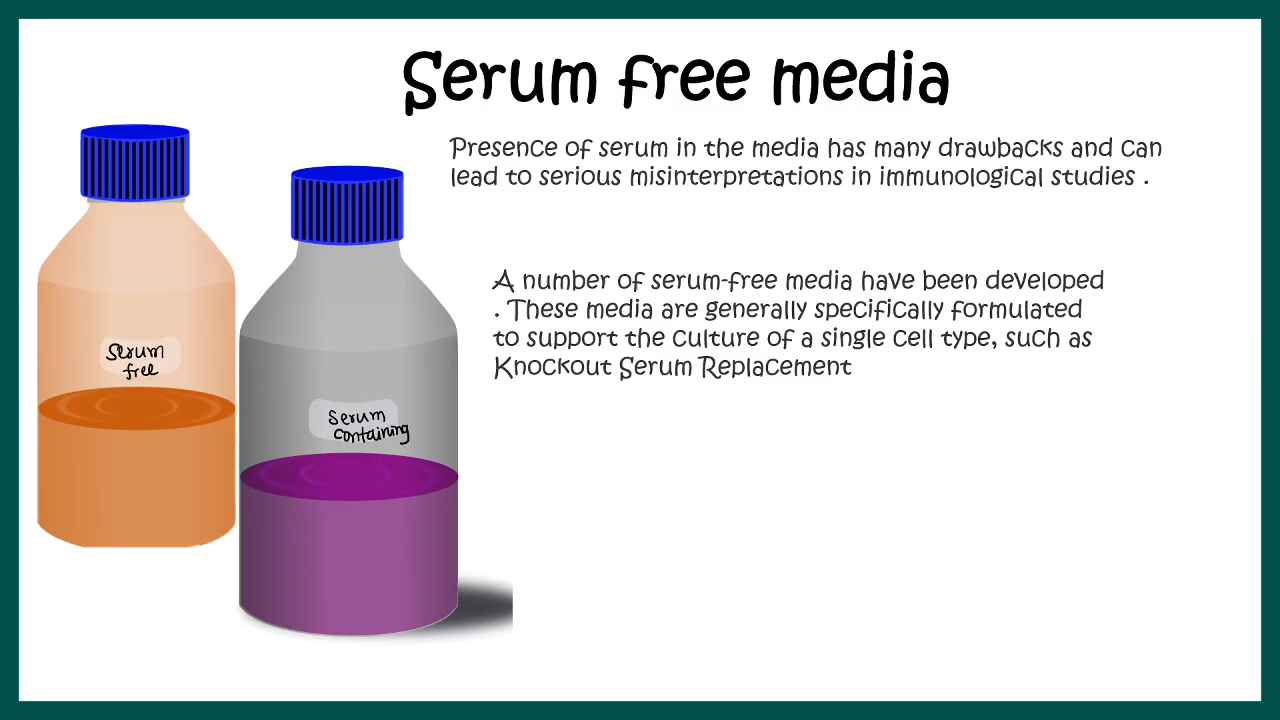 Serum free media
Presence of serum in the media has many drawbacks and can
lead to serious misinterpretations in immunological studies .
A number of serum-free media have been developed
. These media are generally specifically formulated
to support the culture of a single cell type, such as
Knockout Serum Replacement
Serum
free
Serum
containing